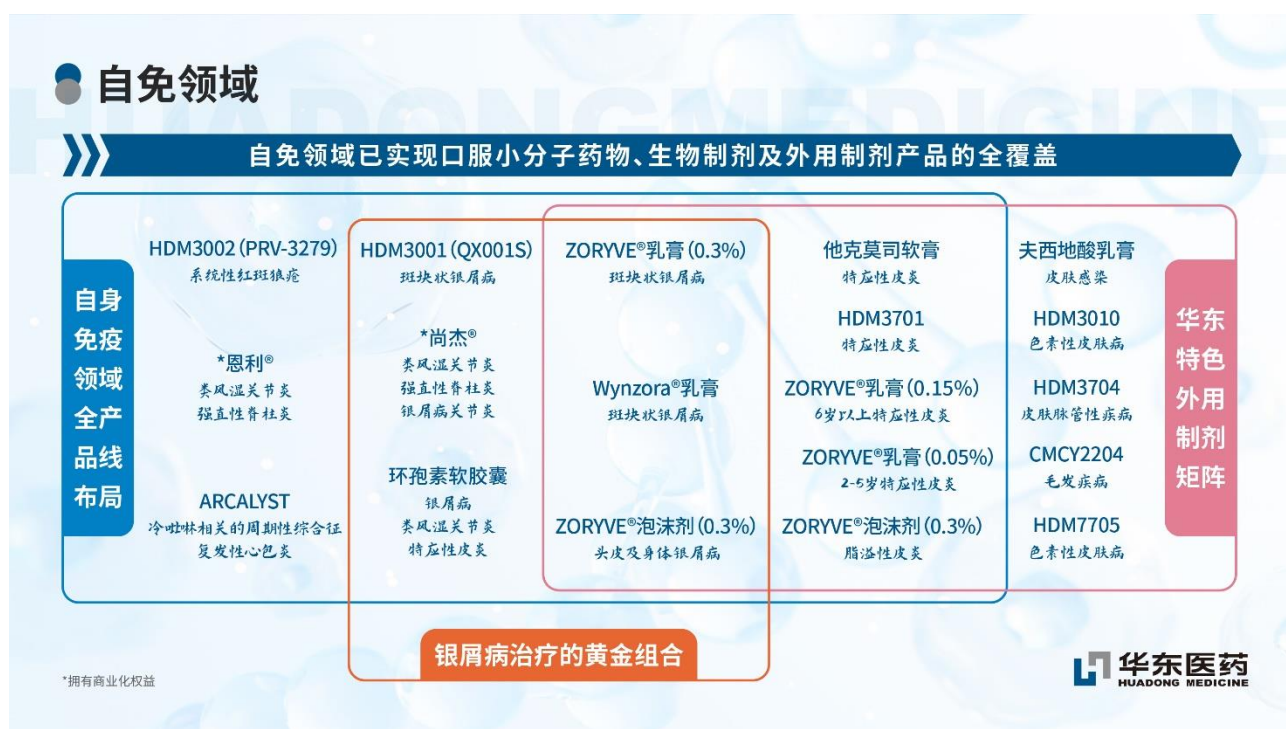 自免领域
自免领域已实现口服小分子药物、生物制剂及外用制剂产品的全覆盖
自身
免疫
领域
全产
品线
布局
HDM3002(PRV-3279)
系统性红斑狼疮
*恩利®
类风湿关节炎
强直性脊柱炎
ARCALYST
冷吡啉相关的周期性综合征
复发性心包炎
HDM3001(QX001S)
斑块状银屑病
*尚杰®
类风湿关节炎
强直性脊柱炎
银屑病关节炎
环孢素软胶囊
银屑病
类风湿关节炎
特应性皮炎
ZORYVE®乳膏(0.3%)
斑块状银屑病
Wynzora®乳膏
斑块状银屑病
ZORYVE®泡沫剂(0.3%)
头皮及身体银屑病
他克莫司软膏
特应性皮炎
HDM3701
特应性皮炎
ZORYVE®乳膏(0.15%)
6岁以上特应性皮炎
ZORYVE®乳膏(0.05%)
2-5岁特应性皮炎
ZORYVE®泡沫剂(0.3%)
脂溢性皮炎
夫西地酸乳膏
皮肤感染
HDM3010
色素性皮肤病
HDM3704
皮肤脉管性疾病
CMCY2204
毛发疾病
HDM7705
色素性皮肤病
华东
特色
外用
制剂
矩阵
银屑病治疗的黄金组合
*拥有商业化权益
华东医药
HUADONG MEDICINE
HUADONG MEDICINE